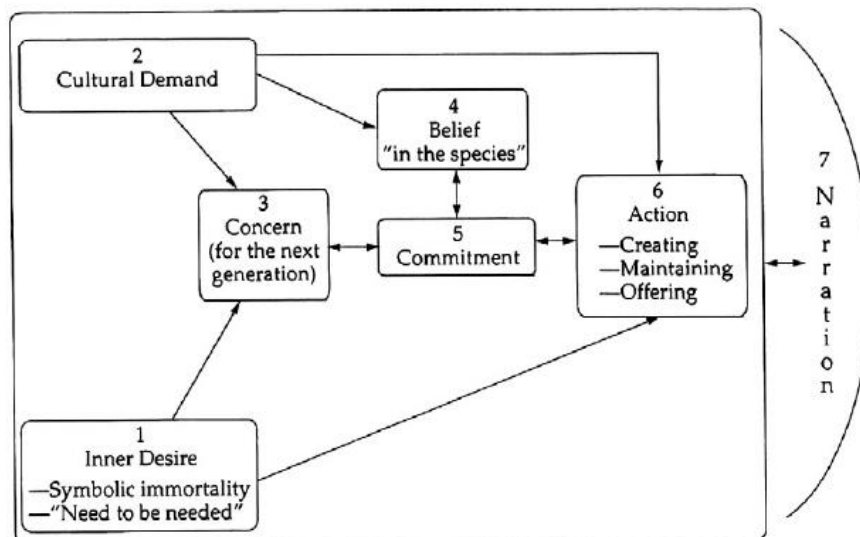 2
Cultural Demand
4
Belief
"in the species"
3
Concern
(for the next
generation)
5
Commitment
6
Action
—Creating
—Maintaining
—Offering
7 Narration
1
Inner Desire
—Symbolic immortality
—"Need to be needed"